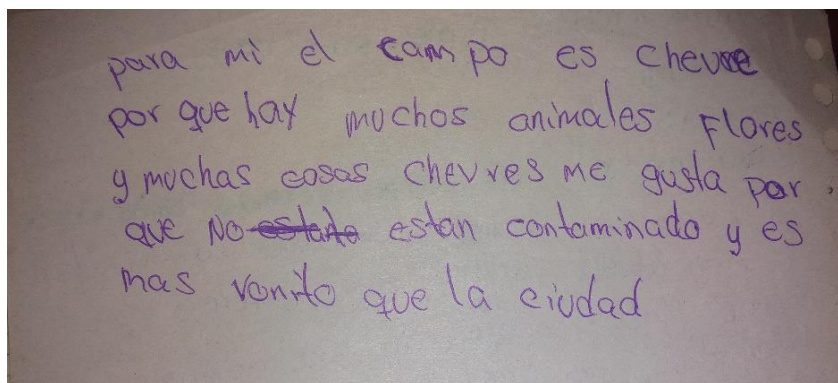 para mi el campo es chevre
por que hay muchos animales Flores
y muchas cosas chevres me gusta por
que No estan contaminado y es
mas vonito que la ciudad